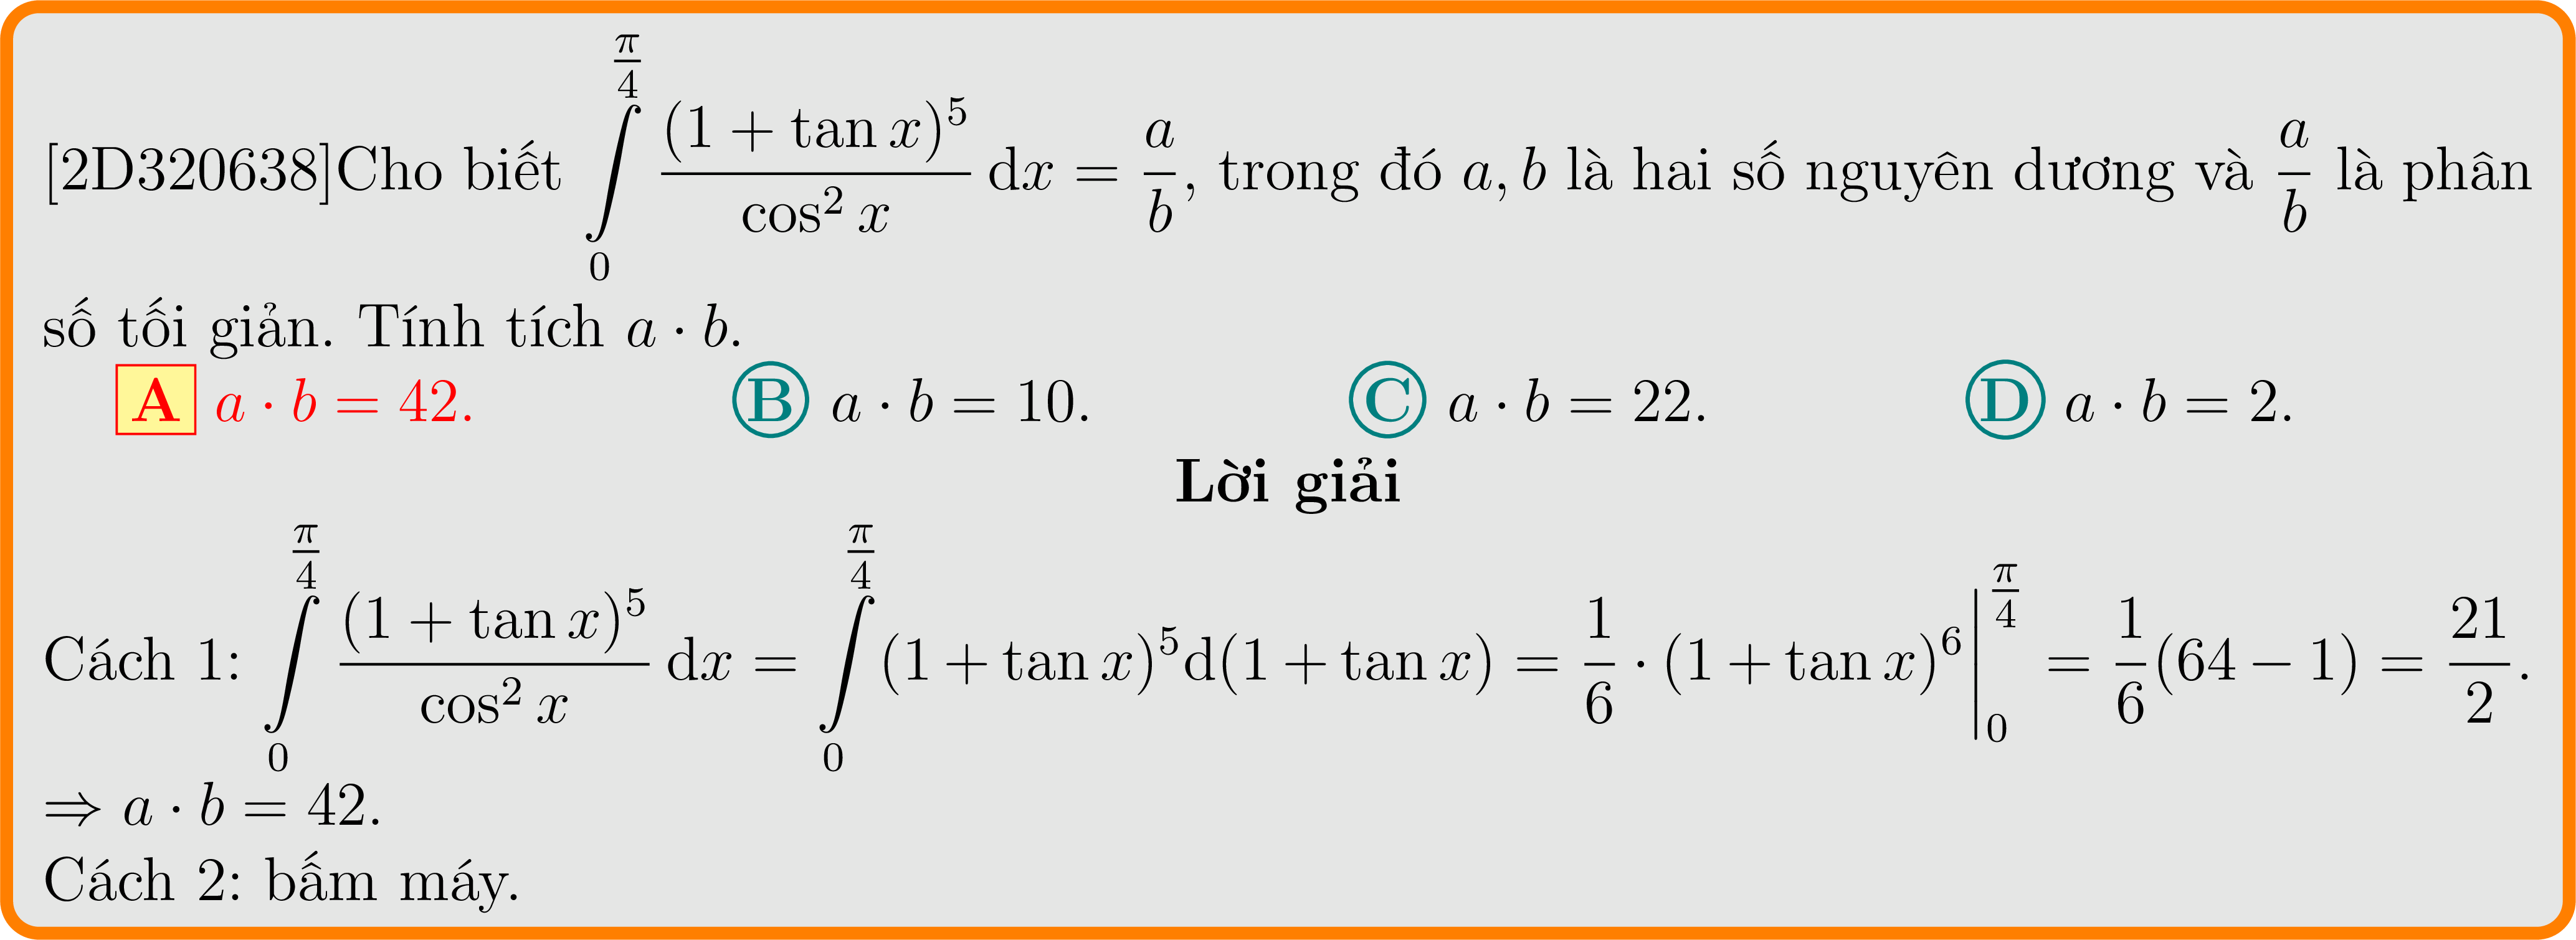 [2D320638]Cho biết $\int\limits_0^{\frac{\pi}{4}} \frac{(1+\tan x)^5}{\cos^2 x}\,\mathrm{d}x = \frac{a}{b}$, trong đó $a, b$ là hai số nguyên dương và $\frac{a}{b}$ là phân
số tối giản. Tính tích $a \cdot b$.
A $a \cdot b = 42$. B $a \cdot b = 10$. C $a \cdot b = 22$. D $a \cdot b = 2$.
Lời giải
Cách 1: $\int\limits_0^{\frac{\pi}{4}} \frac{(1+\tan x)^5}{\cos^2 x}\,\mathrm{d}x = \int\limits_0^{\frac{\pi}{4}} (1+\tan x)^5 \mathrm{d}(1+\tan x) = \frac{1}{6} \cdot (1+\tan x)^6 \Big|_0^{\frac{\pi}{4}} = \frac{1}{6}(64-1) = \frac{21}{2}$.
$\Rightarrow a \cdot b = 42$.
Cách 2: bấm máy.